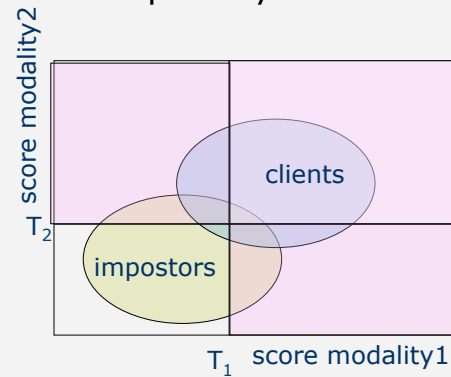 score modality2
clients
T2
impostors
T1 score modality1